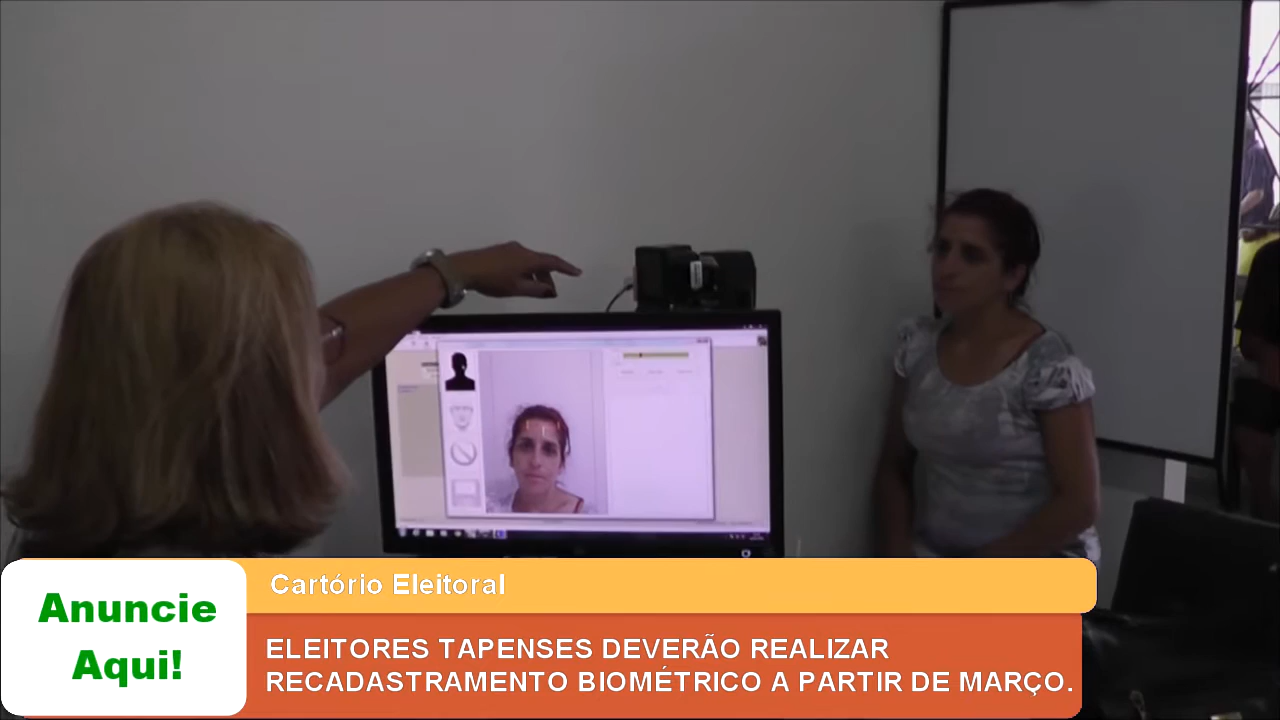 Anuncie
Aqui!
Cartório Eleitoral
ELEITORES TAPENSES DEVERÃO REALIZAR
RECADASTRAMENTO BIOMÉTRICO A PARTIR DE MARÇO.